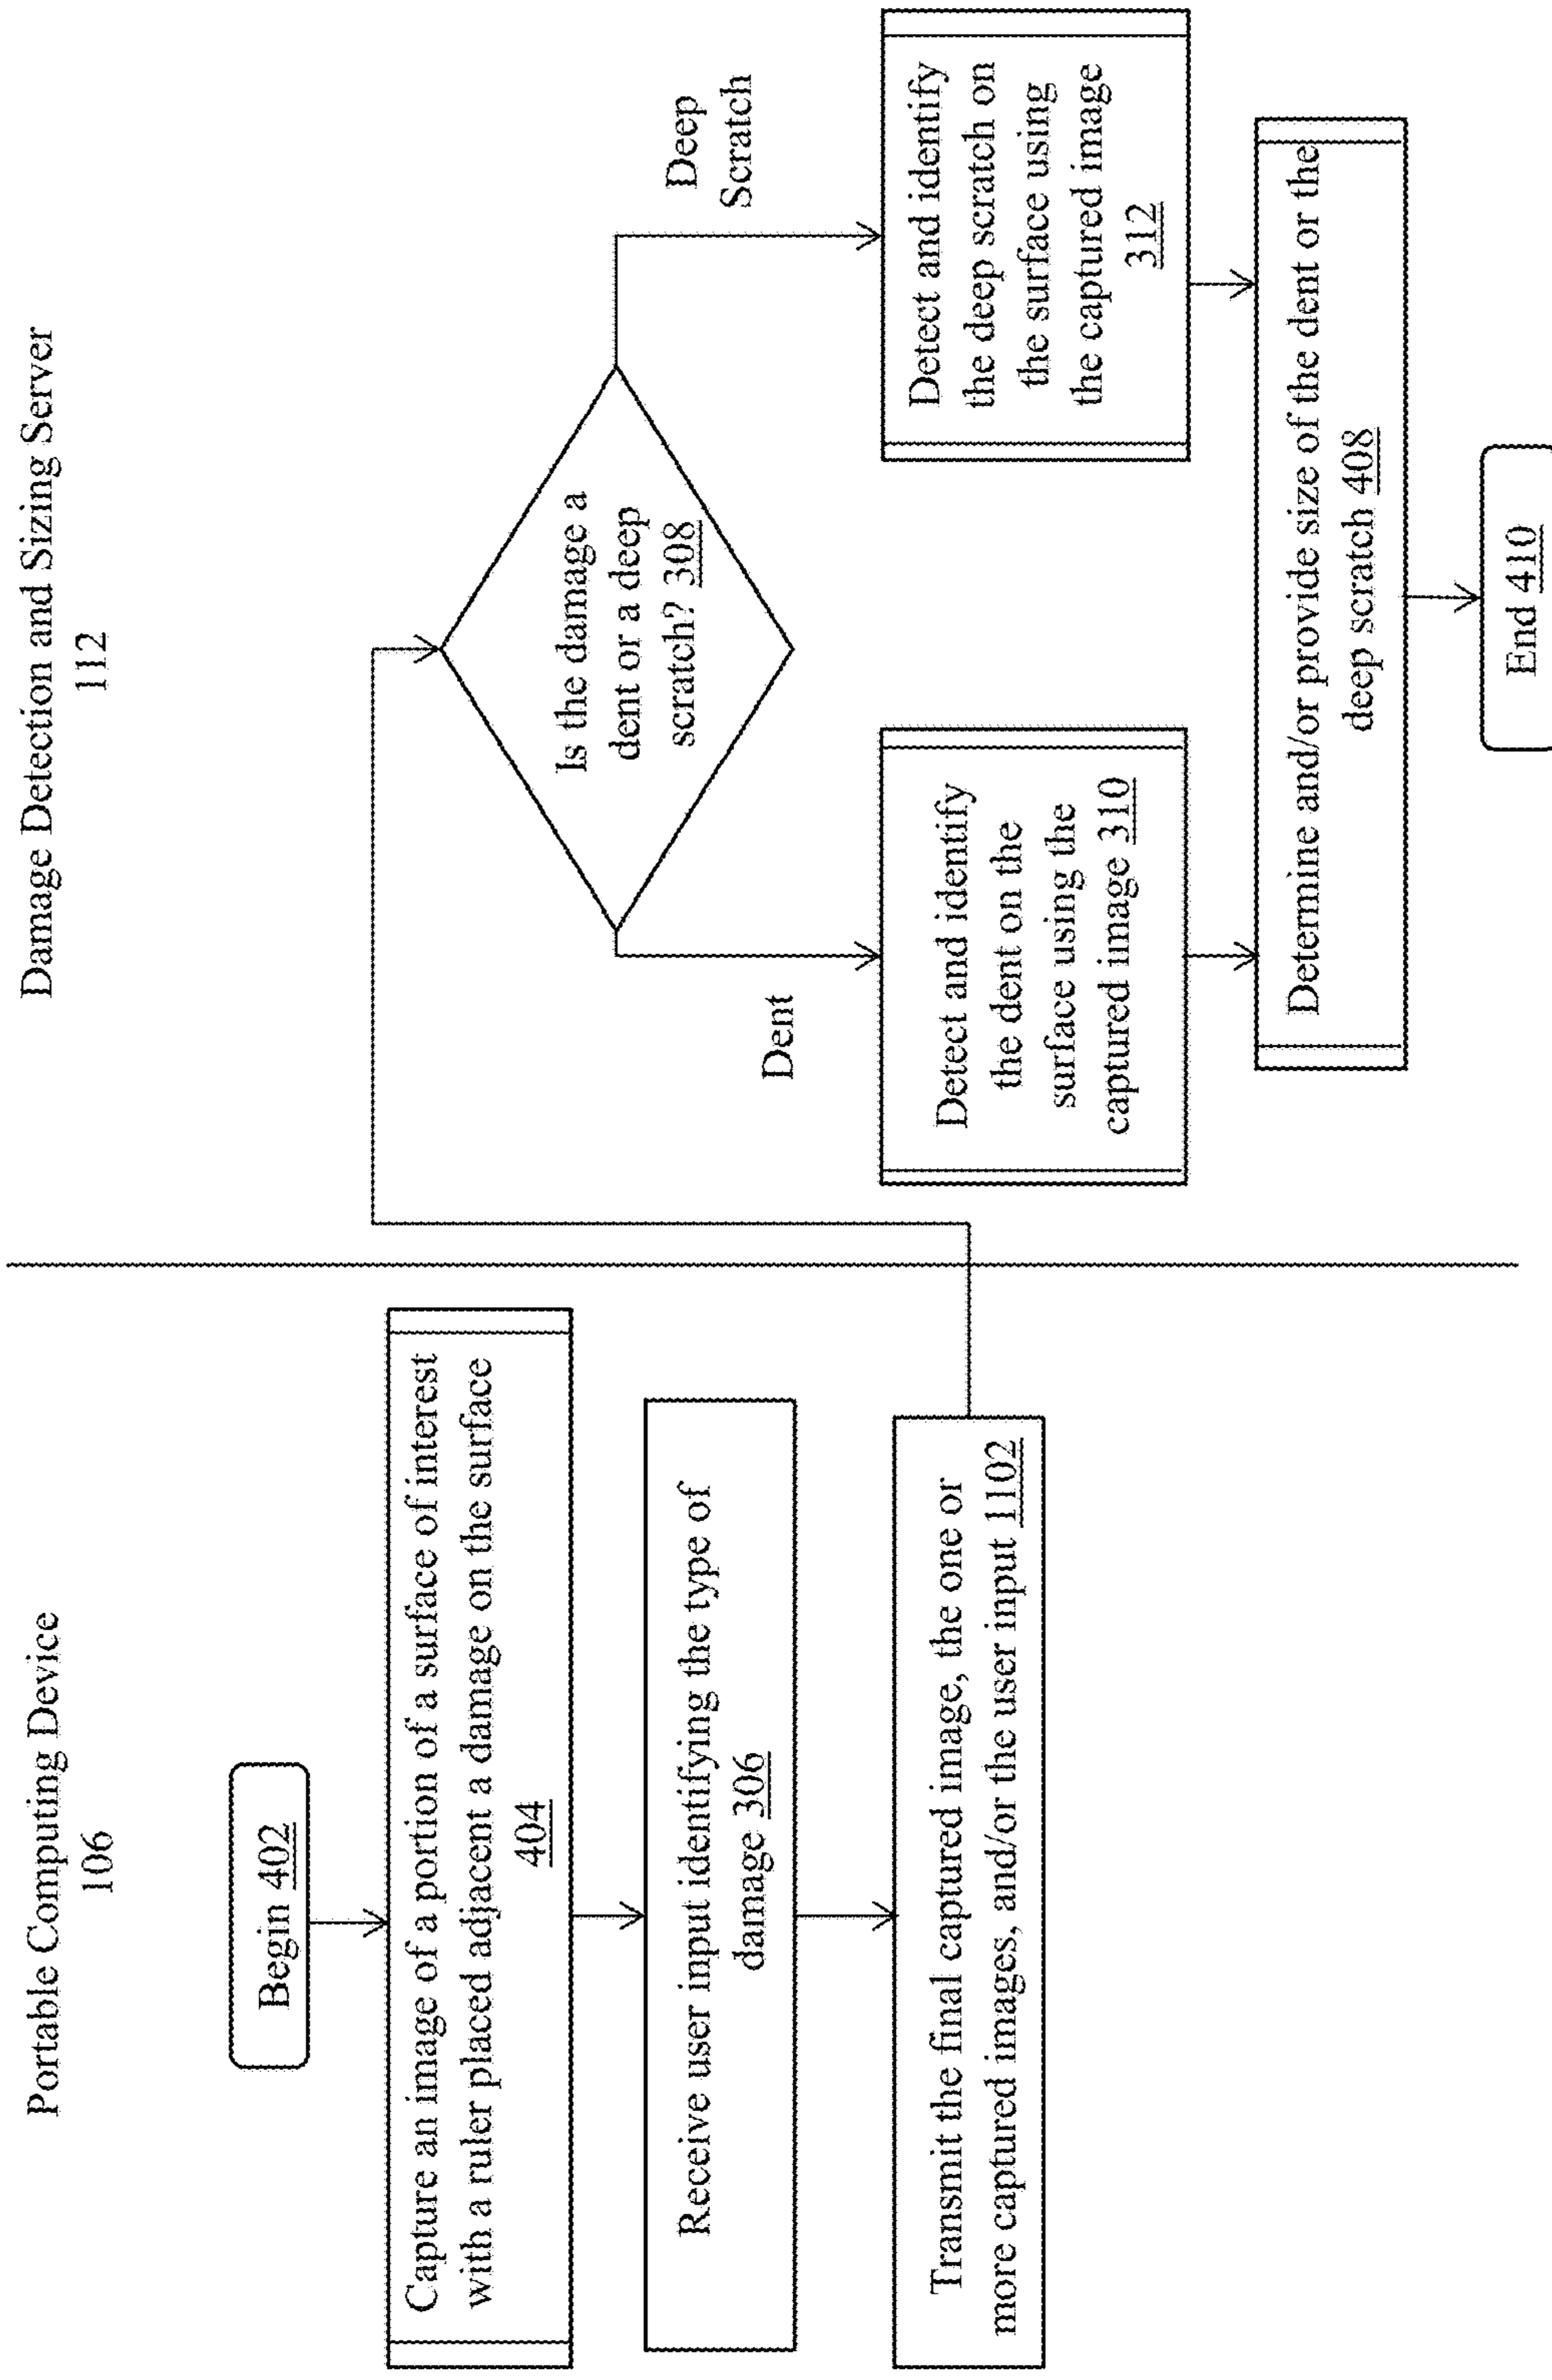 Portable Computing Device
106
Begin 402
Capture an image of a portion of a surface of interest
with a ruler placed adjacent a damage on the surface
404
Receive user input identifying the type of
damage 306
Transmit the final captured image, the one or
more captured images, and/or the user input 1102
Damage Detection and Sizing Server
112
Is the damage a
dent or a deep
scratch? 308
Dent
Deep
Scratch
Detect and identify
the dent on the
surface using the
captured image 310
Detect and identify
the deep scratch on
the surface using
the captured image
312
Determine and/or provide size of the dent or the
deep scratch 408
End 410